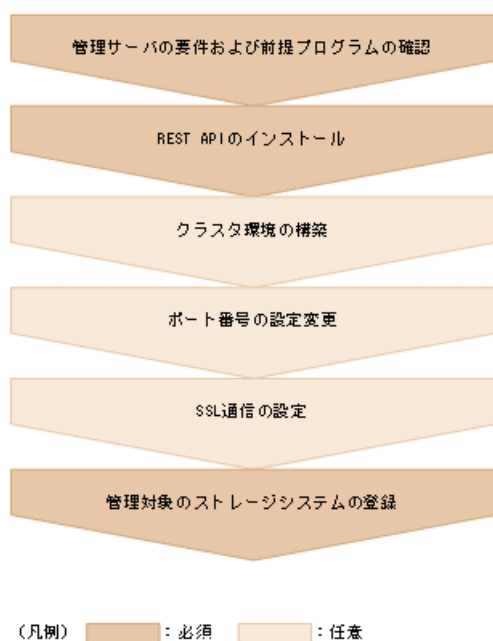 管理サーバの要件および前提プログラムの確認
REST APIのインストール
クラスタ環境の構築
ポート番号の設定変更
SSL通信の設定
管理対象のストレージシステムの登録
（凡例） ：必須 ：任意